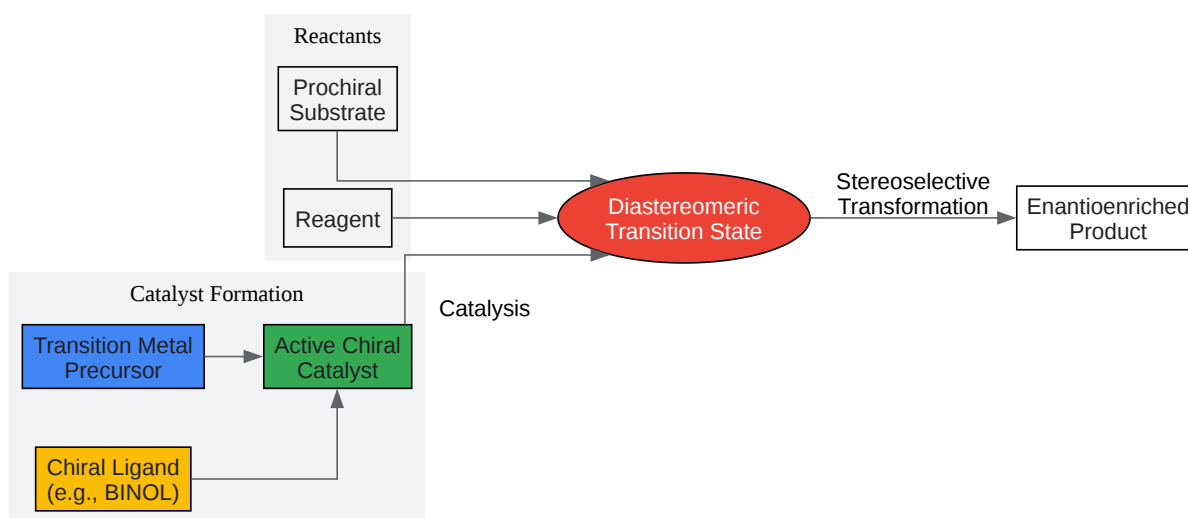 Reactants
Prochiral
Substrate
Reagent
Diastereomeric
Transition State
Stereoselective
Transformation
Enantioenriched
Product
Catalyst Formation
Catalysis
Transition Metal
Precursor
Active Chiral
Catalyst
Chiral Ligand
(e.g., BINOL)